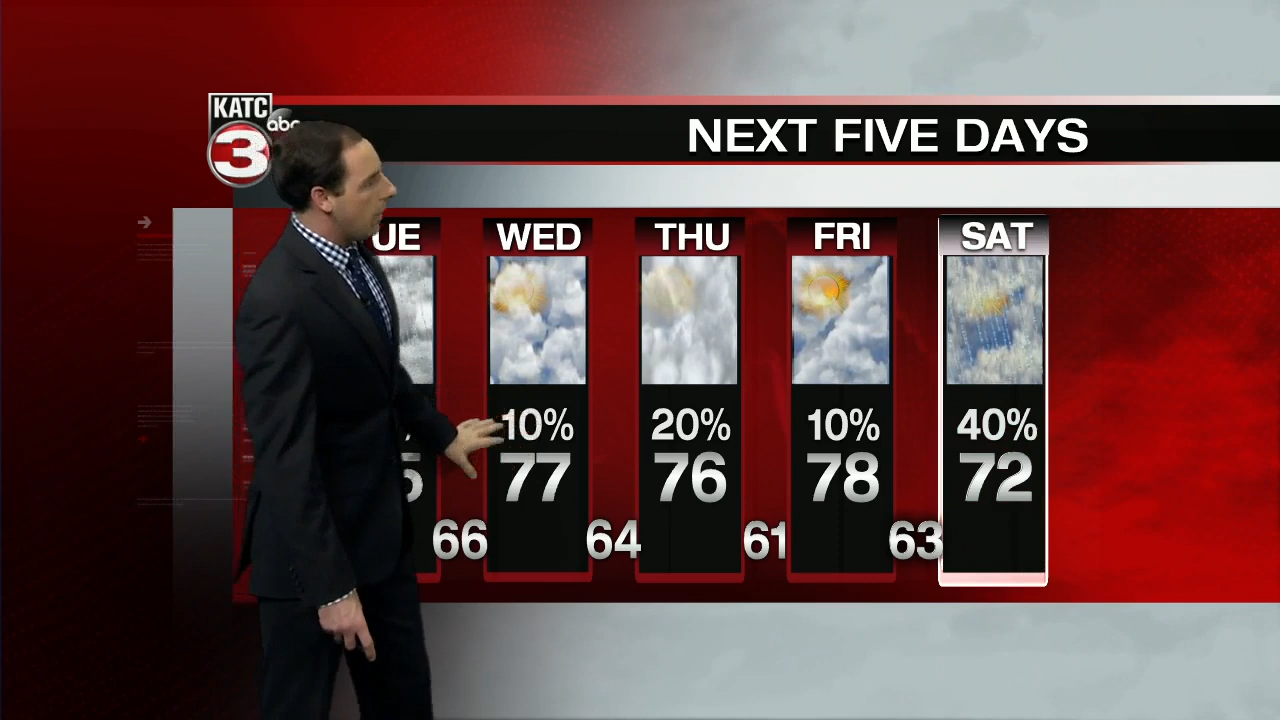 KATC
abc
3
NEXT FIVE DAYS
UE WED THU FRI SAT
10% 20% 10% 40%
5 77 76 78 72
66 64 61 63